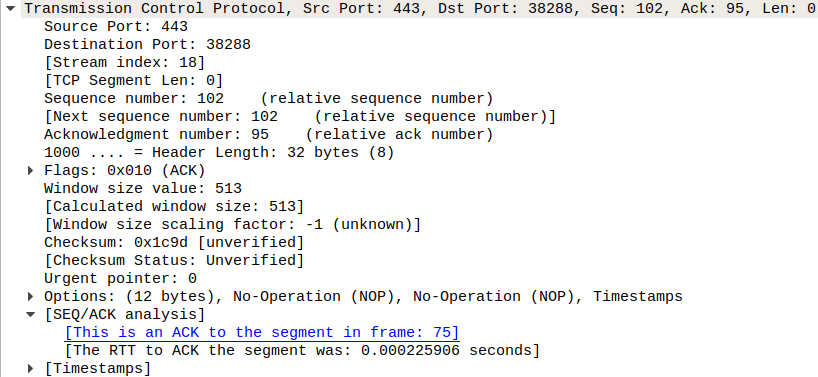 Transmission Control Protocol, Src Port: 443, Dst Port: 38288, Seq: 102, Ack: 95, Len: 0
Source Port: 443
Destination Port: 38288
[Stream index: 18]
[TCP Segment Len: 0]
Sequence number: 102    (relative sequence number)
[Next sequence number: 102    (relative sequence number)]
Acknowledgment number: 95    (relative ack number)
1000 .... = Header Length: 32 bytes (8)
Flags: 0x010 (ACK)
Window size value: 513
[Calculated window size: 513]
[Window size scaling factor: -1 (unknown)]
Checksum: 0x1c9d [unverified]
[Checksum Status: Unverified]
Urgent pointer: 0
Options: (12 bytes), No-Operation (NOP), No-Operation (NOP), Timestamps
[SEQ/ACK analysis]
[This is an ACK to the segment in frame: 75]
[The RTT to ACK the segment was: 0.000225906 seconds]
[Timestamps]